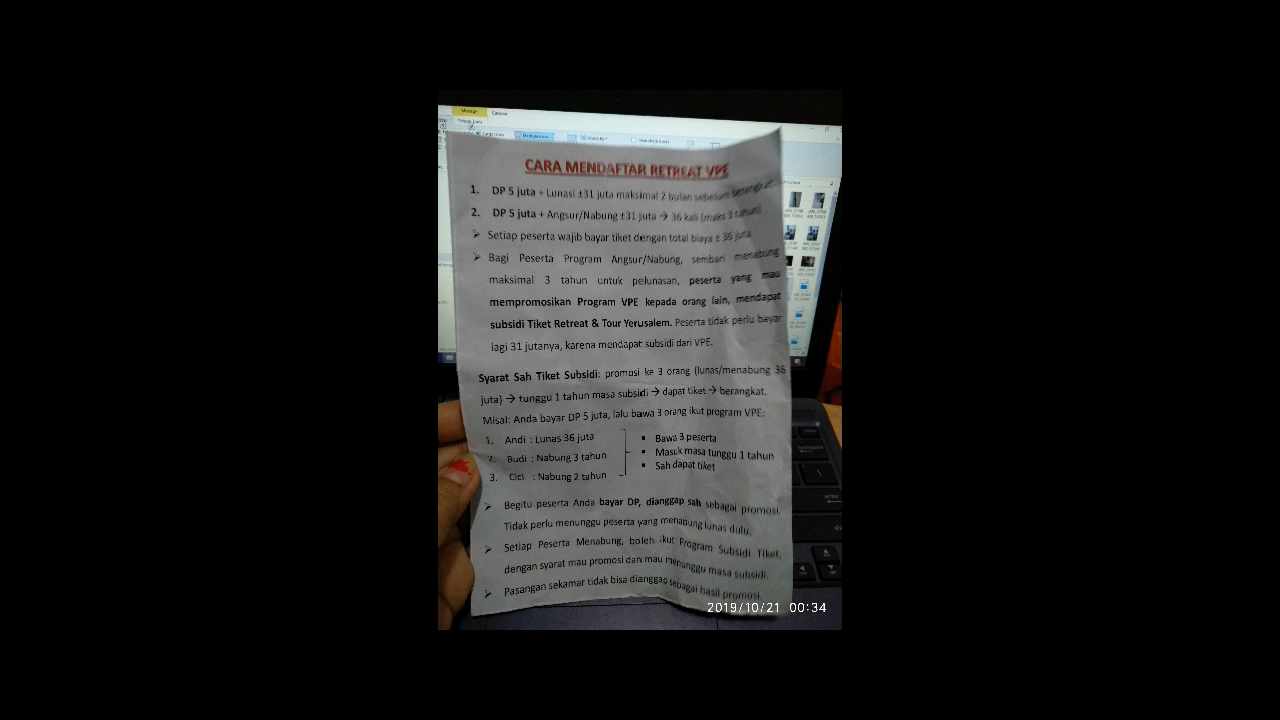 CARA MENDAFTAR RETREAT VPE
1. DP 5 juta + Lunasi ±31 juta maksimal 2 bulan sebelum berangkat
2. DP 5 juta + Angsur/Nabung ±31 juta → 36 kali (maks 3 tahun)
➢ Setiap peserta wajib bayar tiket dengan total biaya ± 36 juta
➢ Bagi Peserta Program Angsur/Nabung, sembari menabung
maksimal 3 tahun untuk pelunasan, peserta yang mau
mempromosikan Program VPE kepada orang lain, mendapat
subsidi Tiket Retreat & Tour Yerusalem. Peserta tidak perlu bayar
lagi 31 jutanya, karena mendapat subsidi dari VPE.
Syarat Sah Tiket Subsidi: promosi ke 3 orang (lunas/menabung 36
juta) → tunggu 1 tahun masa subsidi → dapat tiket → berangkat.
Misal: Anda bayar DP 5 juta, lalu bawa 3 orang ikut program VPE:
1. Andi : Lunas 36 juta
2. Budi : Nabung 3 tahun
3. Cici : Nabung 2 tahun
▪ Bawa 3 peserta
▪ Masuk masa tunggu 1 tahun
▪ Sah dapat tiket
➢ Begitu peserta Anda bayar DP, dianggap sah sebagai promosi.
Tidak perlu menunggu peserta yang menabung lunas dulu.
➢ Setiap Peserta Menabung, boleh ikut Program Subsidi Tiket,
dengan syarat mau promosi dan mau menunggu masa subsidi.
➢ Pasangan sekamar tidak bisa dianggap sebagai hasil promosi.
2019/10/21 00:34